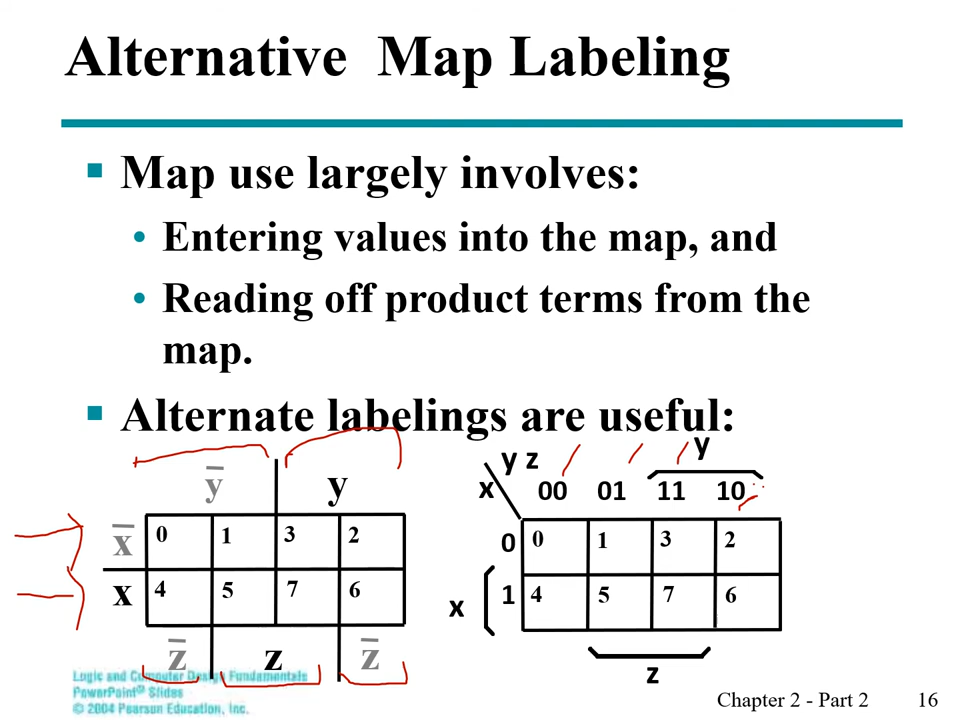 Alternative Map Labeling
▪ Map use largely involves:
• Entering values into the map, and
• Reading off product terms from the
map.
▪ Alternate labelings are useful:
y̅ y
x̅ 0 1 3 2
x 4 5 7 6
z̅ z z̅
y
y z
x 00 01 11 10
0 0 1 3 2
x 1 4 5 7 6
z
Logic and Computer Design Fundamentals
PowerPoint® Slides
© 2004 Pearson Education, Inc.
Chapter 2 - Part 2 16